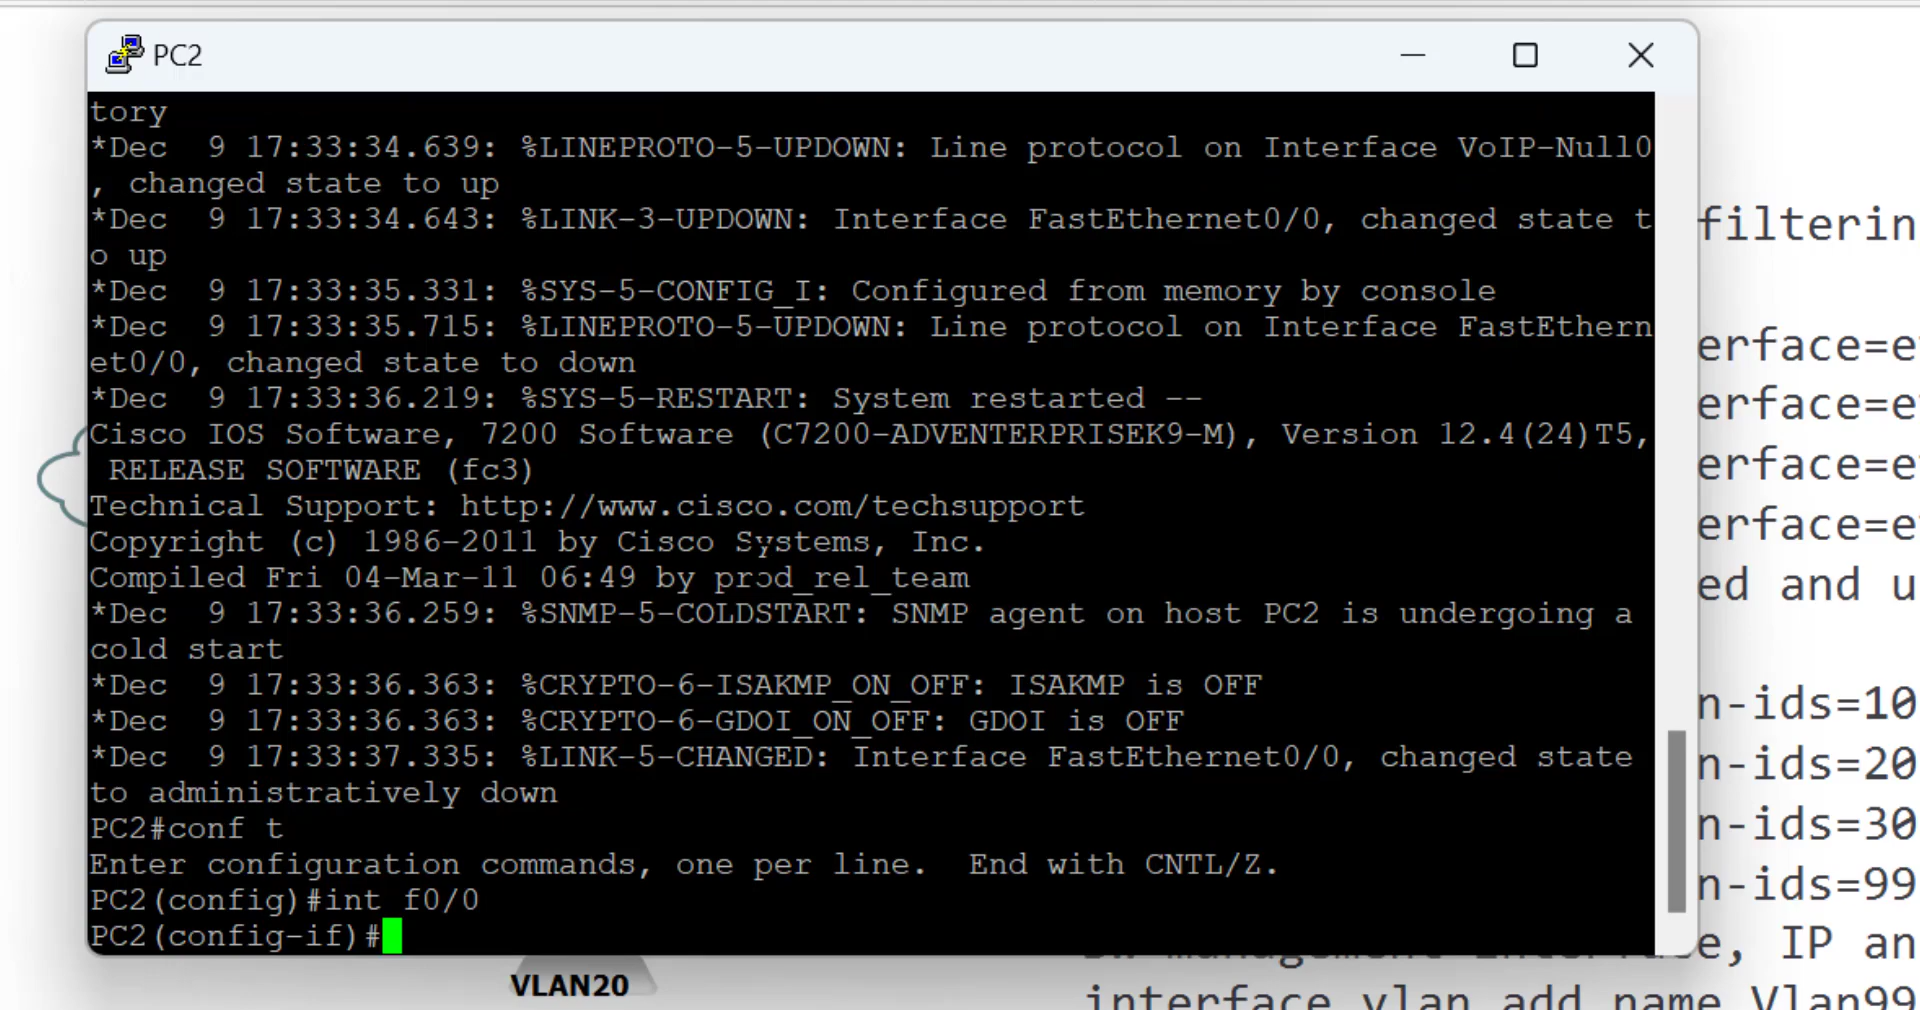 PC2
tory
*Dec  9 17:33:34.639: %LINEPROTO-5-UPDOWN: Line protocol on Interface VoIP-Null0
, changed state to up
*Dec  9 17:33:34.643: %LINK-3-UPDOWN: Interface FastEthernet0/0, changed state t
o up
*Dec  9 17:33:35.331: %SYS-5-CONFIG_I: Configured from memory by console
*Dec  9 17:33:35.715: %LINEPROTO-5-UPDOWN: Line protocol on Interface FastEthern
et0/0, changed state to down
*Dec  9 17:33:36.219: %SYS-5-RESTART: System restarted --
Cisco IOS Software, 7200 Software (C7200-ADVENTERPRISEK9-M), Version 12.4(24)T5,
 RELEASE SOFTWARE (fc3)
Technical Support: http://www.cisco.com/techsupport
Copyright (c) 1986-2011 by Cisco Systems, Inc.
Compiled Fri 04-Mar-11 06:49 by prod_rel_team
*Dec  9 17:33:36.259: %SNMP-5-COLDSTART: SNMP agent on host PC2 is undergoing a
cold start
*Dec  9 17:33:36.363: %CRYPTO-6-ISAKMP_ON_OFF: ISAKMP is OFF
*Dec  9 17:33:36.363: %CRYPTO-6-GDOI_ON_OFF: GDOI is OFF
*Dec  9 17:33:37.335: %LINK-5-CHANGED: Interface FastEthernet0/0, changed state
to administratively down
PC2#conf t
Enter configuration commands, one per line.  End with CNTL/Z.
PC2(config)#int f0/0
PC2(config-if)#
VLAN20
filterin
erface=e
erface=e
erface=e
erface=e
ed and u
n-ids=10
n-ids=20
n-ids=30
n-ids=99
e, IP an
interface vlan add name Vlan99